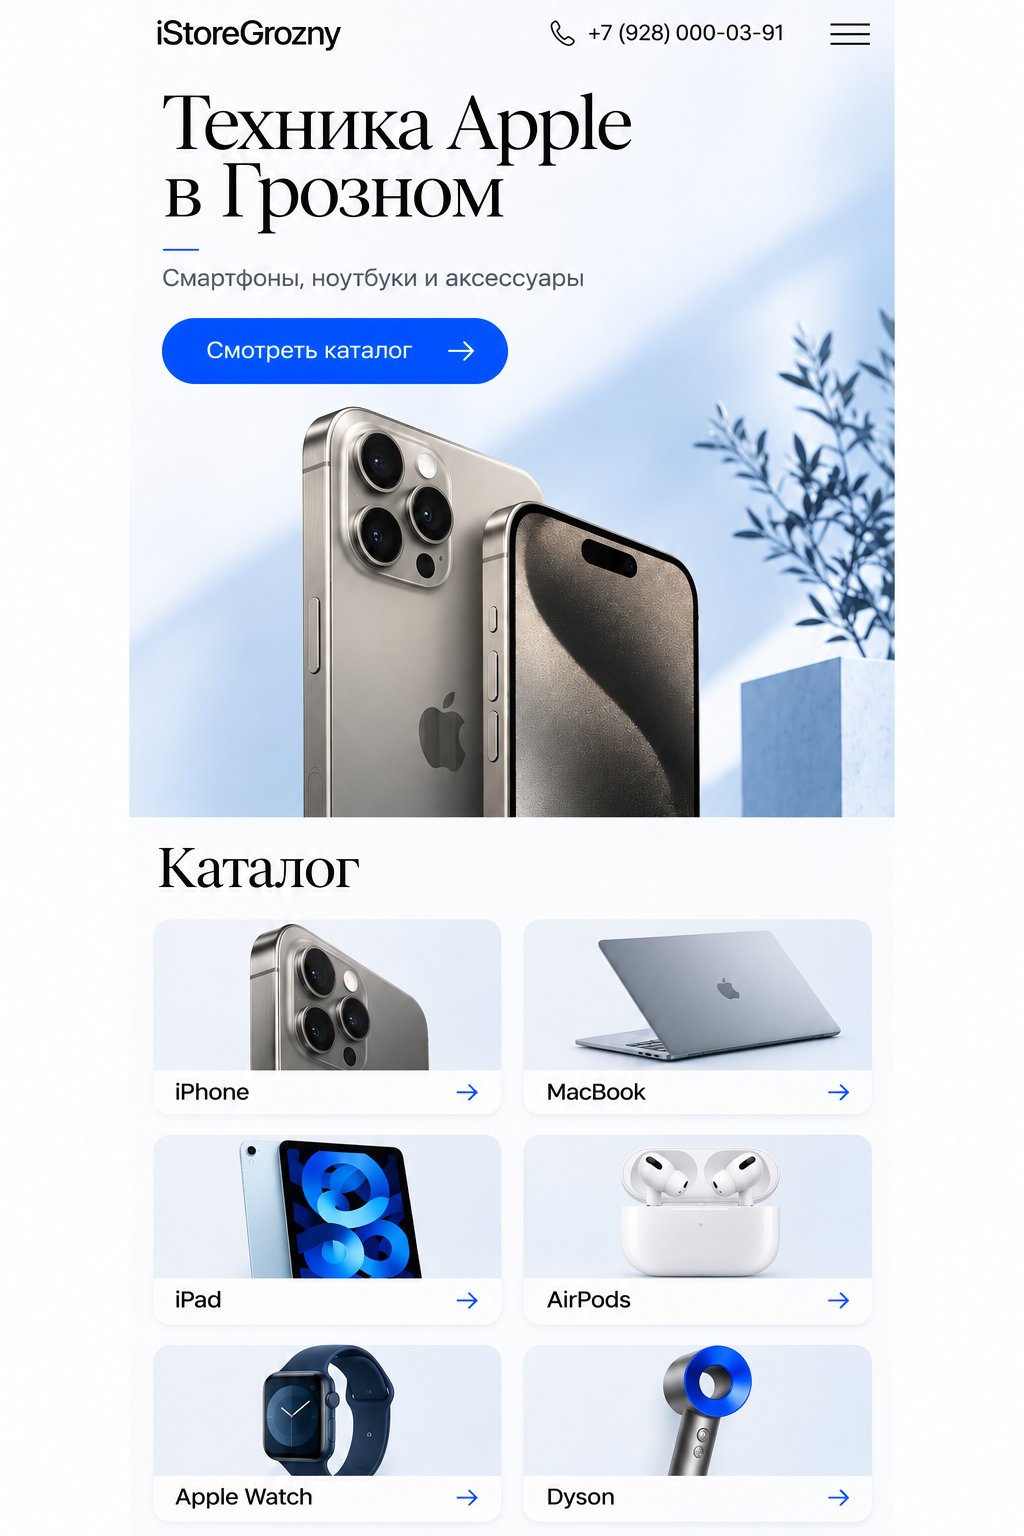 iStoreGrozny
+7 (928) 000-03-91
Техника Apple
в Грозном
Смартфоны, ноутбуки и аксессуары
Смотреть каталог
Каталог
iPhone
MacBook
iPad
AirPods
Apple Watch
Dyson